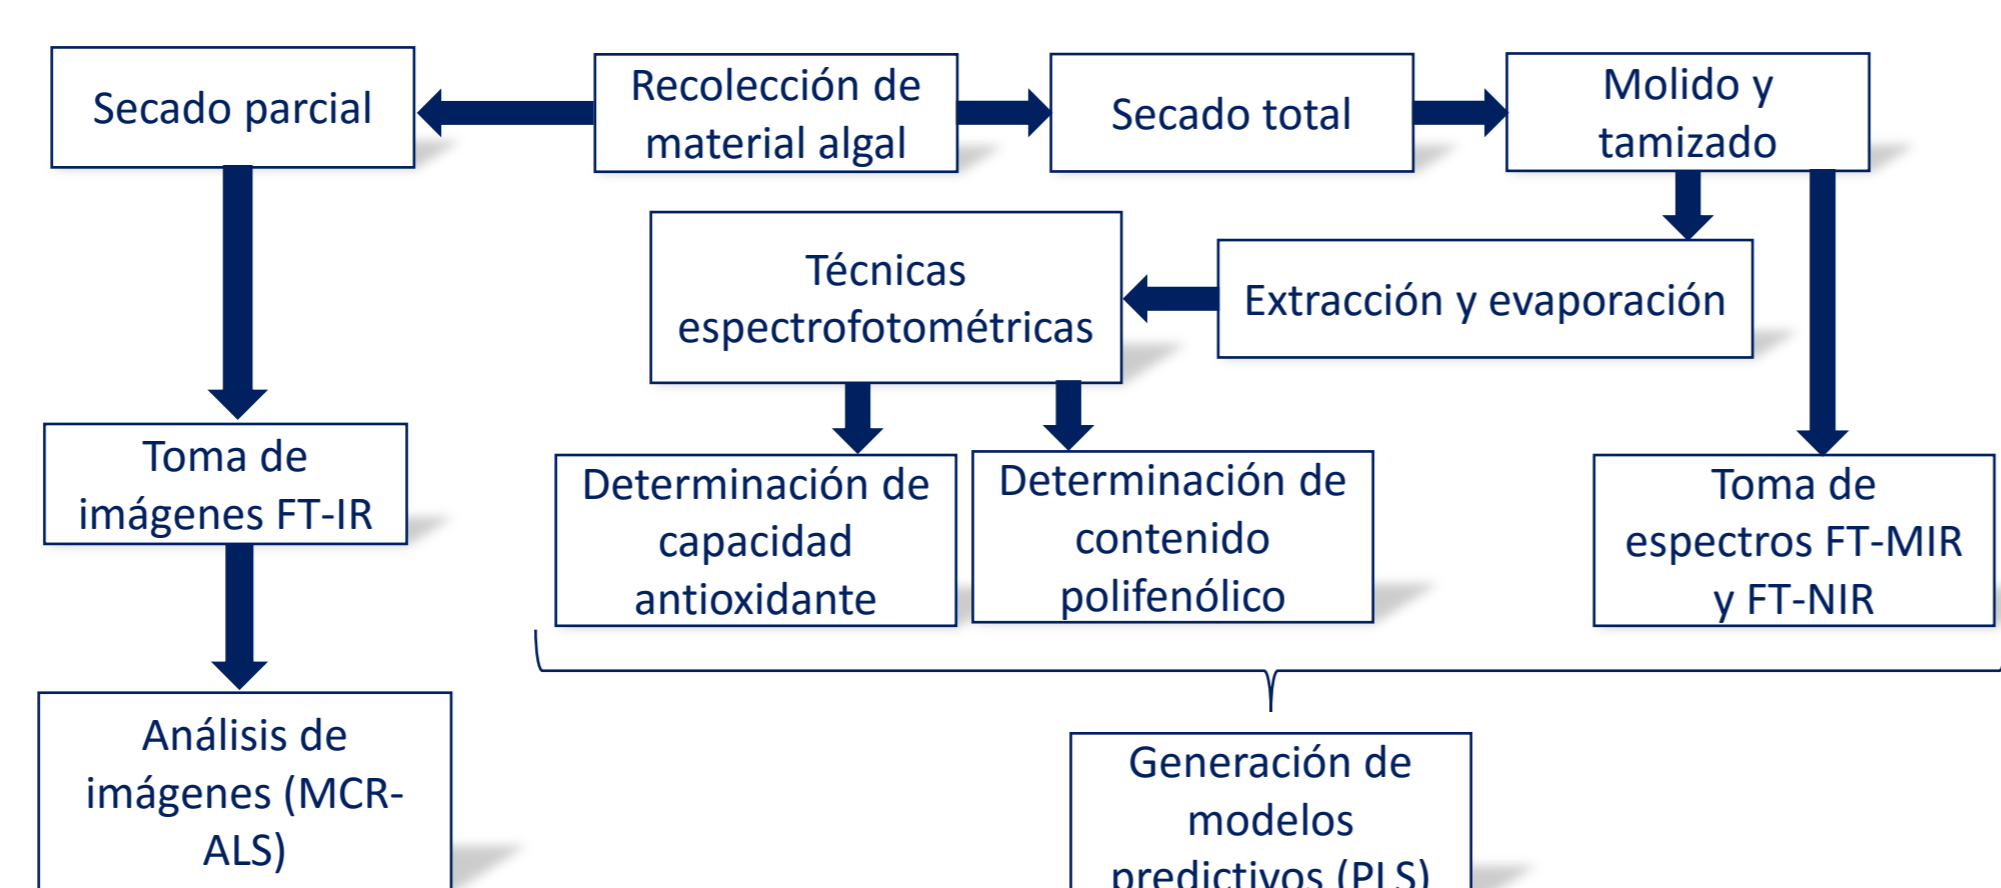 Secado parcial
Recolección de
material algal
Secado total
Molido y
tamizado
Técnicas
espectrofotométricas
Extracción y evaporación
Toma de
imágenes FT-IR
Determinación de
capacidad
antioxidante
Determinación de
contenido
polifenólico
Toma de
espectros FT-MIR
y FT-NIR
Análisis de
imágenes (MCR-
ALS)
Generación de
modelos
predictivos (PLS)